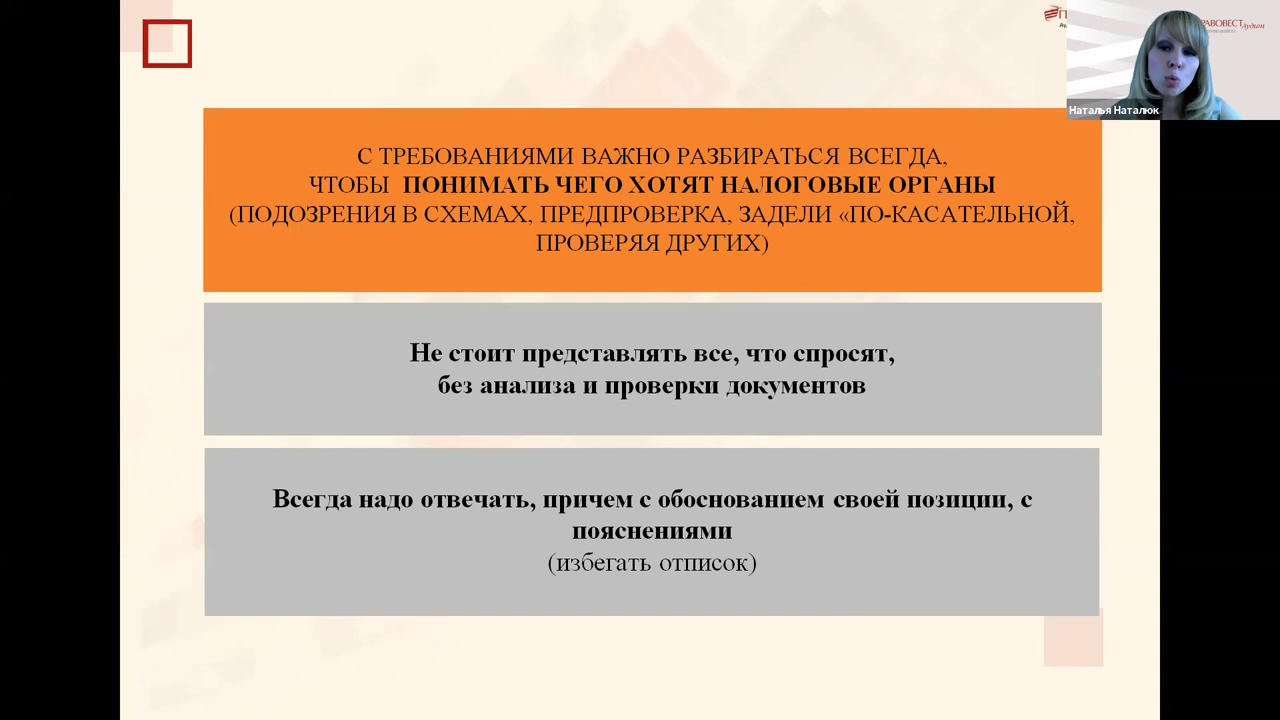 С ТРЕБОВАНИЯМИ ВАЖНО РАЗБИРАТЬСЯ ВСЕГДА,
ЧТОБЫ ПОНИМАТЬ ЧЕГО ХОТЯТ НАЛОГОВЫЕ ОРГАНЫ
(ПОДОЗРЕНИЯ В СХЕМАХ, ПРЕДПРОВЕРКА, ЗАДЕЛИ «ПО-КАСАТЕЛЬНОЙ,
ПРОВЕРЯЯ ДРУГИХ)
Не стоит представлять все, что спросят,
без анализа и проверки документов
Всегда надо отвечать, причем с обоснованием своей позиции, с
пояснениями
(избегать отписок)
РАВОВЕСТ Аудит
Наталья Наталюк